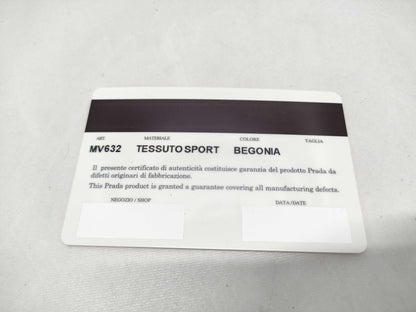 ART. MATERIALE COLORE TAGLIA
MV632 TESSUTO SPORT BEGONIA
Il presente certificato di autenticità costituisce garanzia del prodotto Prada da
difetti originari di fabbricazione.
This Prada product is granted a guarantee covering all manufacturing defects.
NEGOZIO / SHOP DATA / DATE